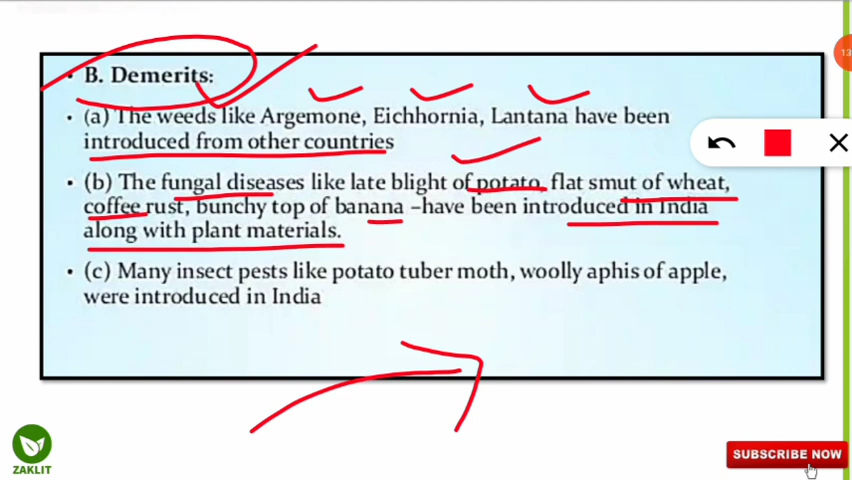 13
• B. Demerits:
• (a) The weeds like Argemone, Eichhornia, Lantana have been
introduced from other countries
• (b) The fungal diseases like late blight of potato, flat smut of wheat,
coffee rust, bunchy top of banana –have been introduced in India
along with plant materials.
• (c) Many insect pests like potato tuber moth, woolly aphis of apple,
were introduced in India
ZAKLIT
SUBSCRIBE NOW